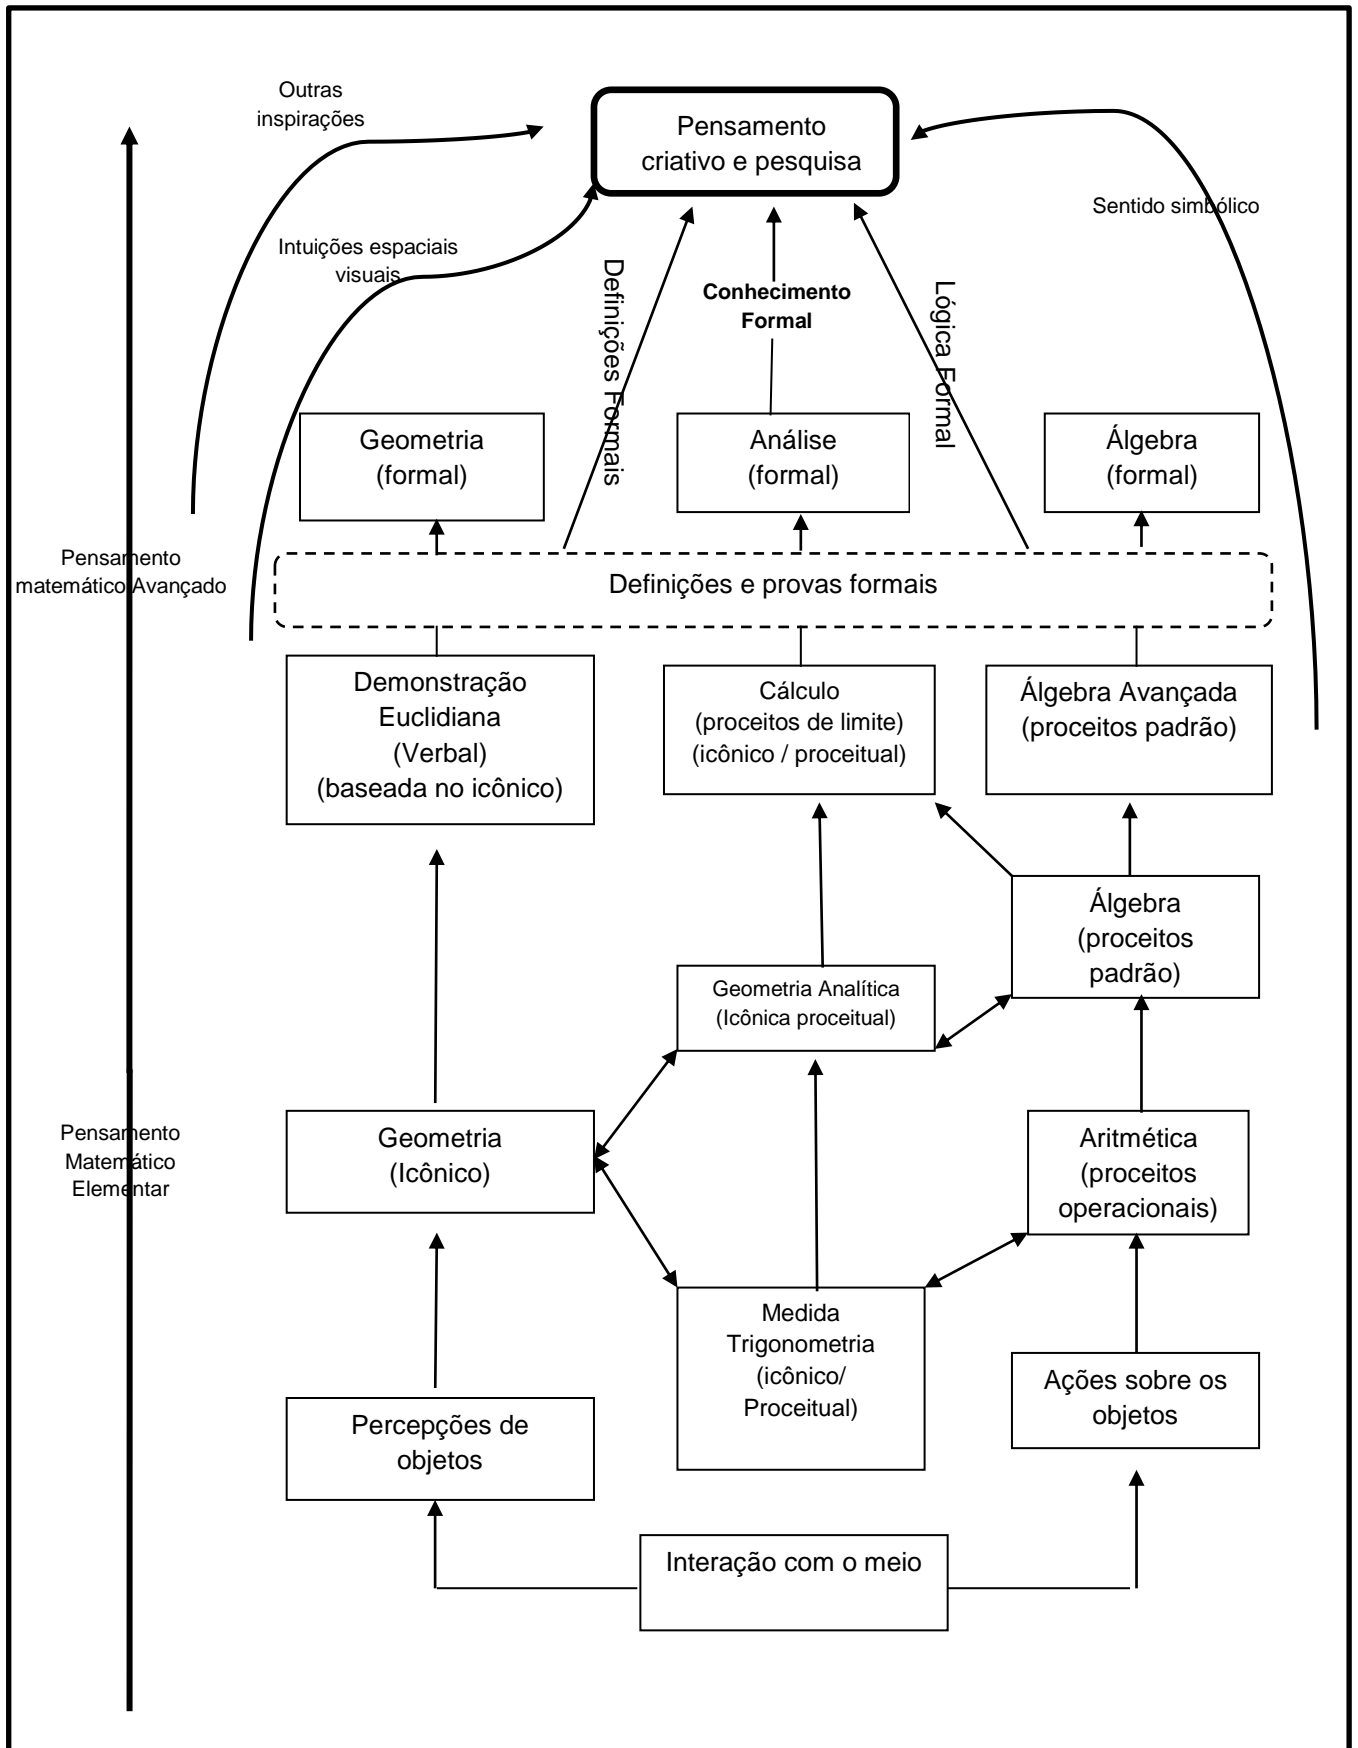 Outras
inspirações
Pensamento
criativo e pesquisa
Sentido simbólico
Intuições espaciais
visuais
Definições Formais
Conhecimento
Formal
Lógica Formal
Geometria
(formal)
Análise
(formal)
Álgebra
(formal)
Pensamento
matemático Avançado
Definições e provas formais
Demonstração
Euclidiana
(Verbal)
(baseada no icônico)
Cálculo
(proceitos de limite)
(icônico / proceitual)
Álgebra Avançada
(proceitos padrão)
Álgebra
(proceitos
padrão)
Geometria Analítica
(Icônica proceitual)
Pensamento
Matemático
Elementar
Geometria
(Icônico)
Aritmética
(proceitos
operacionais)
Medida
Trigonometria
(icônico/
Proceitual)
Ações sobre os
objetos
Percepções de
objetos
Interação com o meio